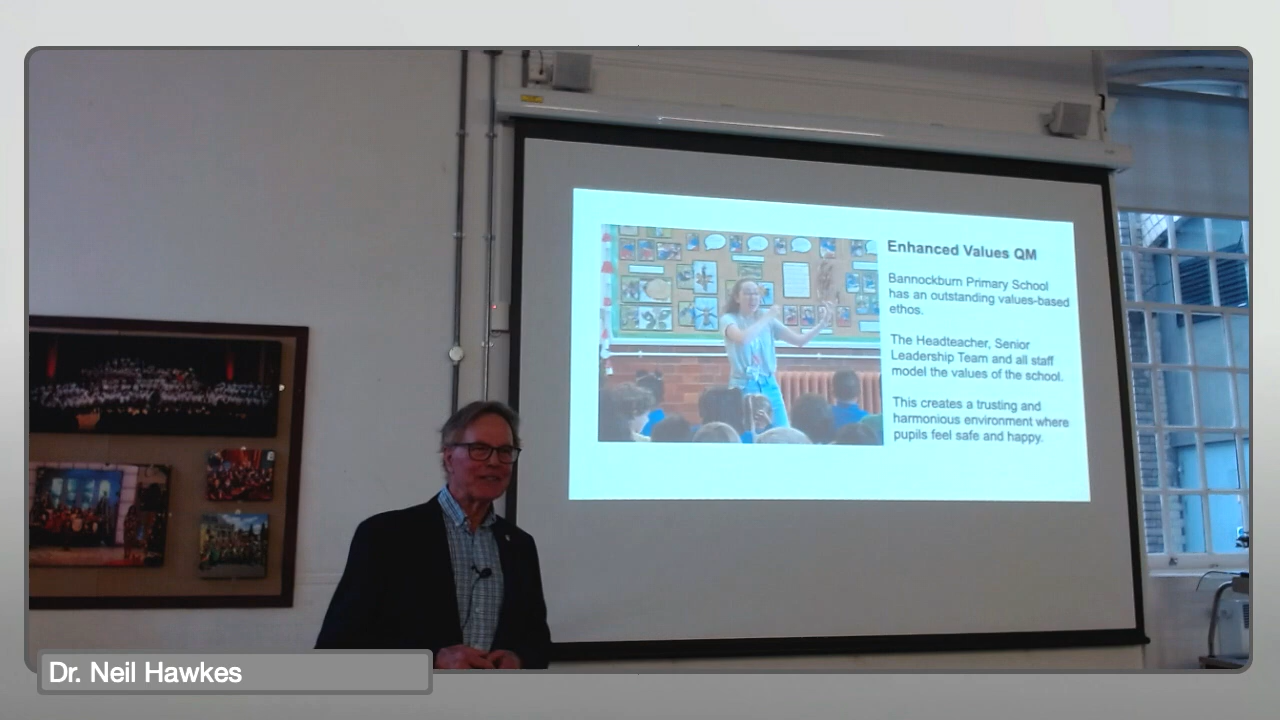 Enhanced Values QM
Bannockburn Primary School
has an outstanding values-based
ethos.
The Headteacher, Senior
Leadership Team and all staff
model the values of the school.
This creates a trusting and
harmonious environment where
pupils feel safe and happy.
Dr. Neil Hawkes